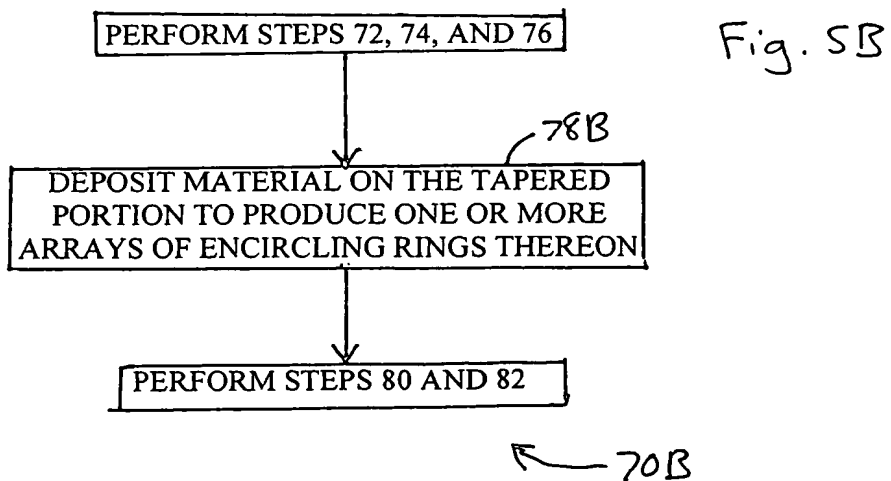 PERFORM STEPS 72, 74, AND 76
Fig. 5B
78B
DEPOSIT MATERIAL ON THE TAPERED
PORTION TO PRODUCE ONE OR MORE
ARRAYS OF ENCIRCLING RINGS THEREON
PERFORM STEPS 80 AND 82
70B